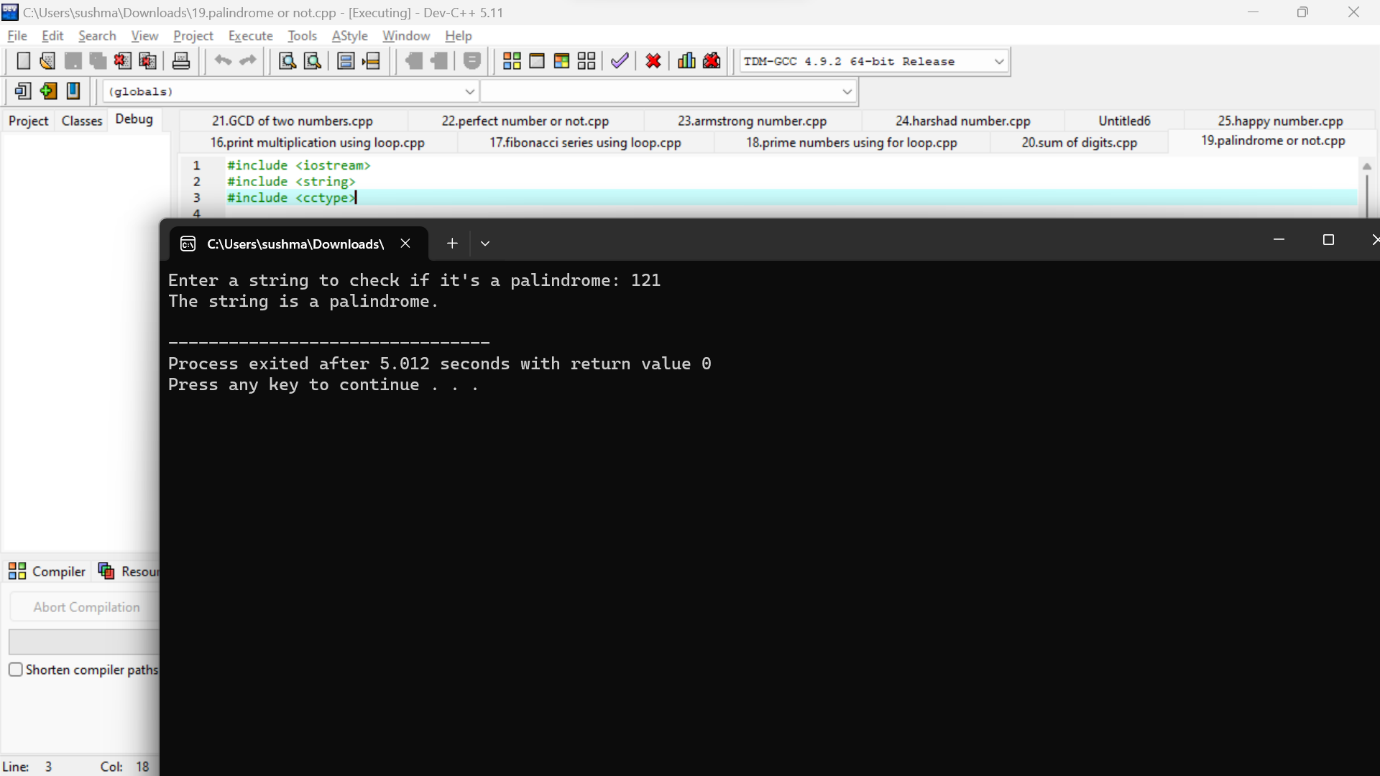 C:\Users\sushma\Downloads\19.palindrome or not.cpp - [Executing] - Dev-C++ 5.11
File Edit Search View Project Execute Tools AStyle Window Help
TDM-GCC 4.9.2 64-bit Release
(globals)
Project Classes Debug
21.GCD of two numbers.cpp 22.perfect number or not.cpp 23.armstrong number.cpp 24.harshad number.cpp Untitled6 25.happy number.cpp
16.print multiplication using loop.cpp 17.fibonacci series using loop.cpp 18.prime numbers using for loop.cpp 20.sum of digits.cpp 19.palindrome or not.cpp
1 #include <iostream>
2 #include <string>
3 #include <cctype>
4
C:\Users\sushma\Downloads\
Enter a string to check if it's a palindrome: 121
The string is a palindrome.
--------------------------------
Process exited after 5.012 seconds with return value 0
Press any key to continue . . .
Compiler Resour
Abort Compilation
Shorten compiler paths
Line: 3 Col: 18